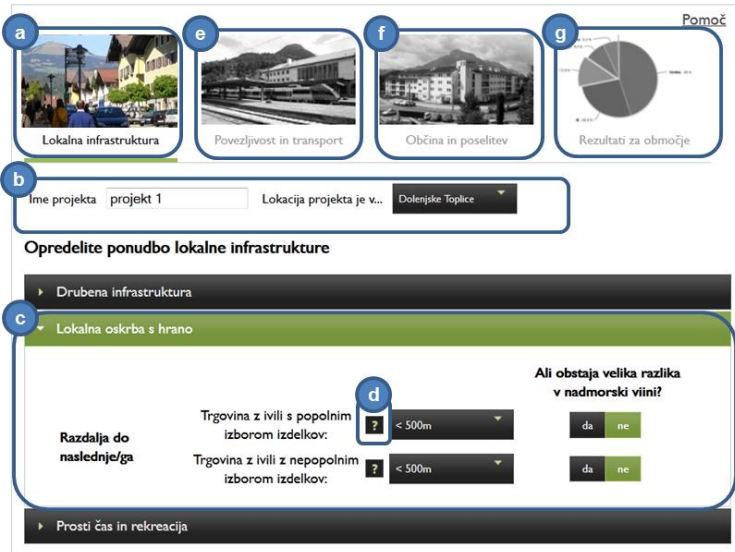 Pomoč
a
e
f
g
Lokalna infrastruktura
Povezljivost in transport
Občina in poselitev
Rezultati za območje
b
Ime projekta projekt 1 Lokacija projekta je v... Dolenjske Toplice
Opredelite ponudbo lokalne infrastrukture
Drubena infrastruktura
c
Lokalna oskrba s hrano
Ali obstaja velika razlika
v nadmorski viini?
d
Razdalja do
naslednje/ga
Trgovina z ivili s popolnim
izborom izdelkov:
? < 500m
da ne
Trgovina z ivili z nepopolnim
izborom izdelkov:
? < 500m
da ne
Prosti čas in rekreacija